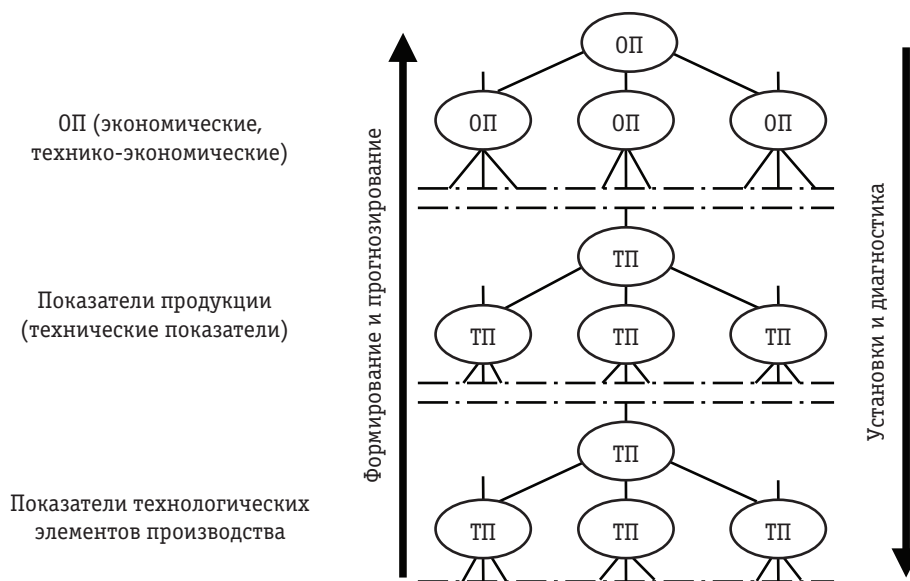 ОП
ОП (экономические,
технико-экономические)
ОП
ОП
ОП
Формирование и прогнозирование
Установки и диагностика
ТП
Показатели продукции
(технические показатели)
ТП
ТП
ТП
ТП
Показатели технологических
элементов производства
ТП
ТП
ТП